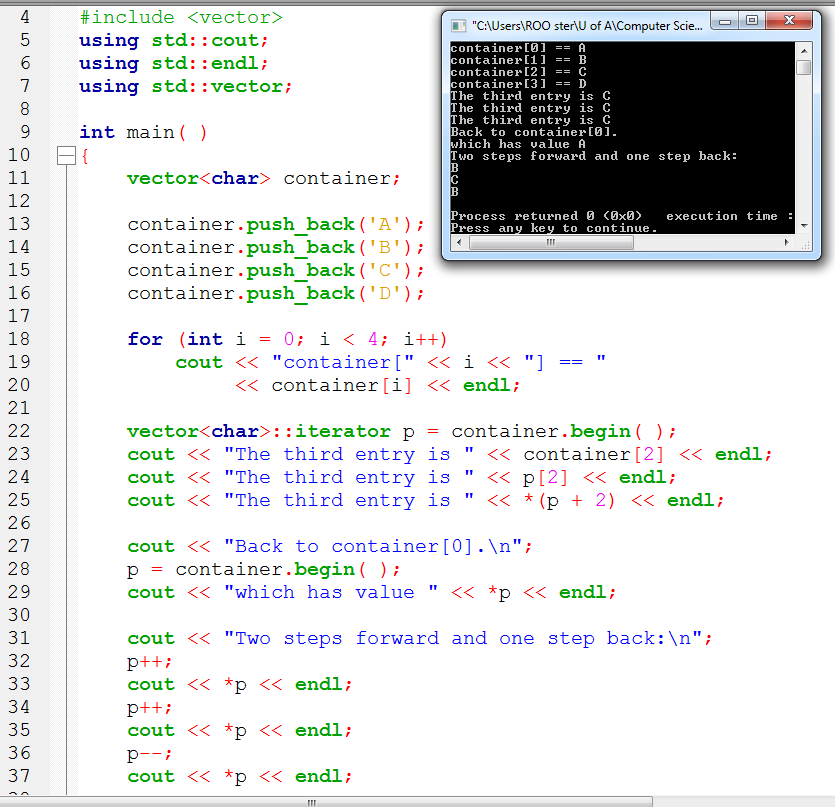 4 #include <vector>
5 using std::cout;
6 using std::endl;
7 using std::vector;
8
9 int main( )
10 {
11     vector<char> container;
12
13     container.push_back('A');
14     container.push_back('B');
15     container.push_back('C');
16     container.push_back('D');
17
18     for (int i = 0; i < 4; i++)
19         cout << "container[" << i << "] == "
20              << container[i] << endl;
21
22     vector<char>::iterator p = container.begin( );
23     cout << "The third entry is " << container[2] << endl;
24     cout << "The third entry is " << p[2] << endl;
25     cout << "The third entry is " << *(p + 2) << endl;
26
27     cout << "Back to container[0].\n";
28     p = container.begin( );
29     cout << "which has value " << *p << endl;
30
31     cout << "Two steps forward and one step back:\n";
32     p++;
33     cout << *p << endl;
34     p++;
35     cout << *p << endl;
36     p--;
37     cout << *p << endl;
"C:\Users\ROO ster\U of A\Computer Scie...
container[0] == A
container[1] == B
container[2] == C
container[3] == D
The third entry is C
The third entry is C
The third entry is C
Back to container[0].
which has value A
Two steps forward and one step back:
B
C
B
Process returned 0 (0x0)   execution time :
Press any key to continue.